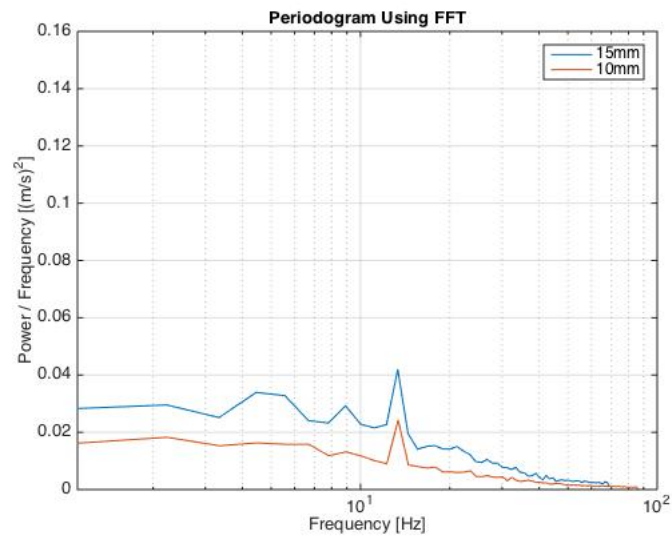 Periodogram Using FFT
0.16
0.14
0.12
0.1
0.08
0.06
0.04
0.02
0
Power / Frequency [(m/s)²]
15mm
10mm
10¹
10²
Frequency [Hz]